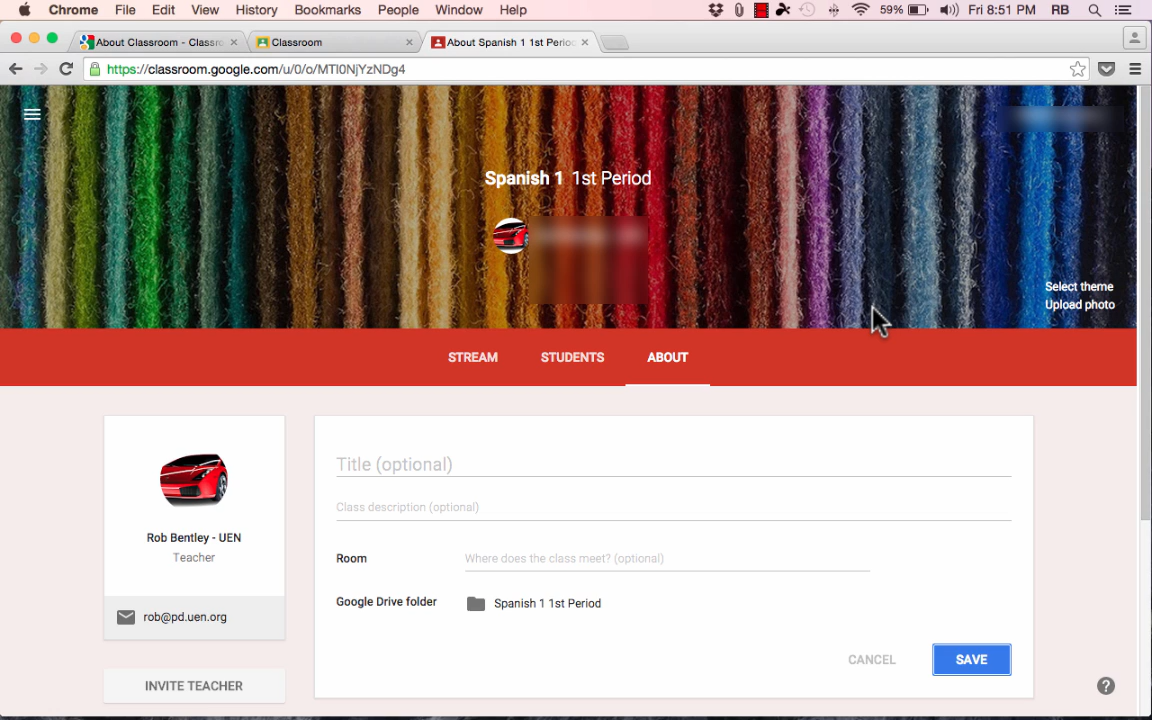 Chrome File Edit View History Bookmarks People Window Help 59% Fri 8:51 PM RB
About Classroom - Classro
Classroom
About Spanish 1 1st Perio
https://classroom.google.com/u/0/o/MTI0NjYzNDg4
Spanish 1 1st Period
Select theme
Upload photo
STREAM STUDENTS ABOUT
Rob Bentley - UEN
Teacher
rob@pd.uen.org
INVITE TEACHER
Title (optional)
Class description (optional)
Room Where does the class meet? (optional)
Google Drive folder Spanish 1 1st Period
CANCEL SAVE
?